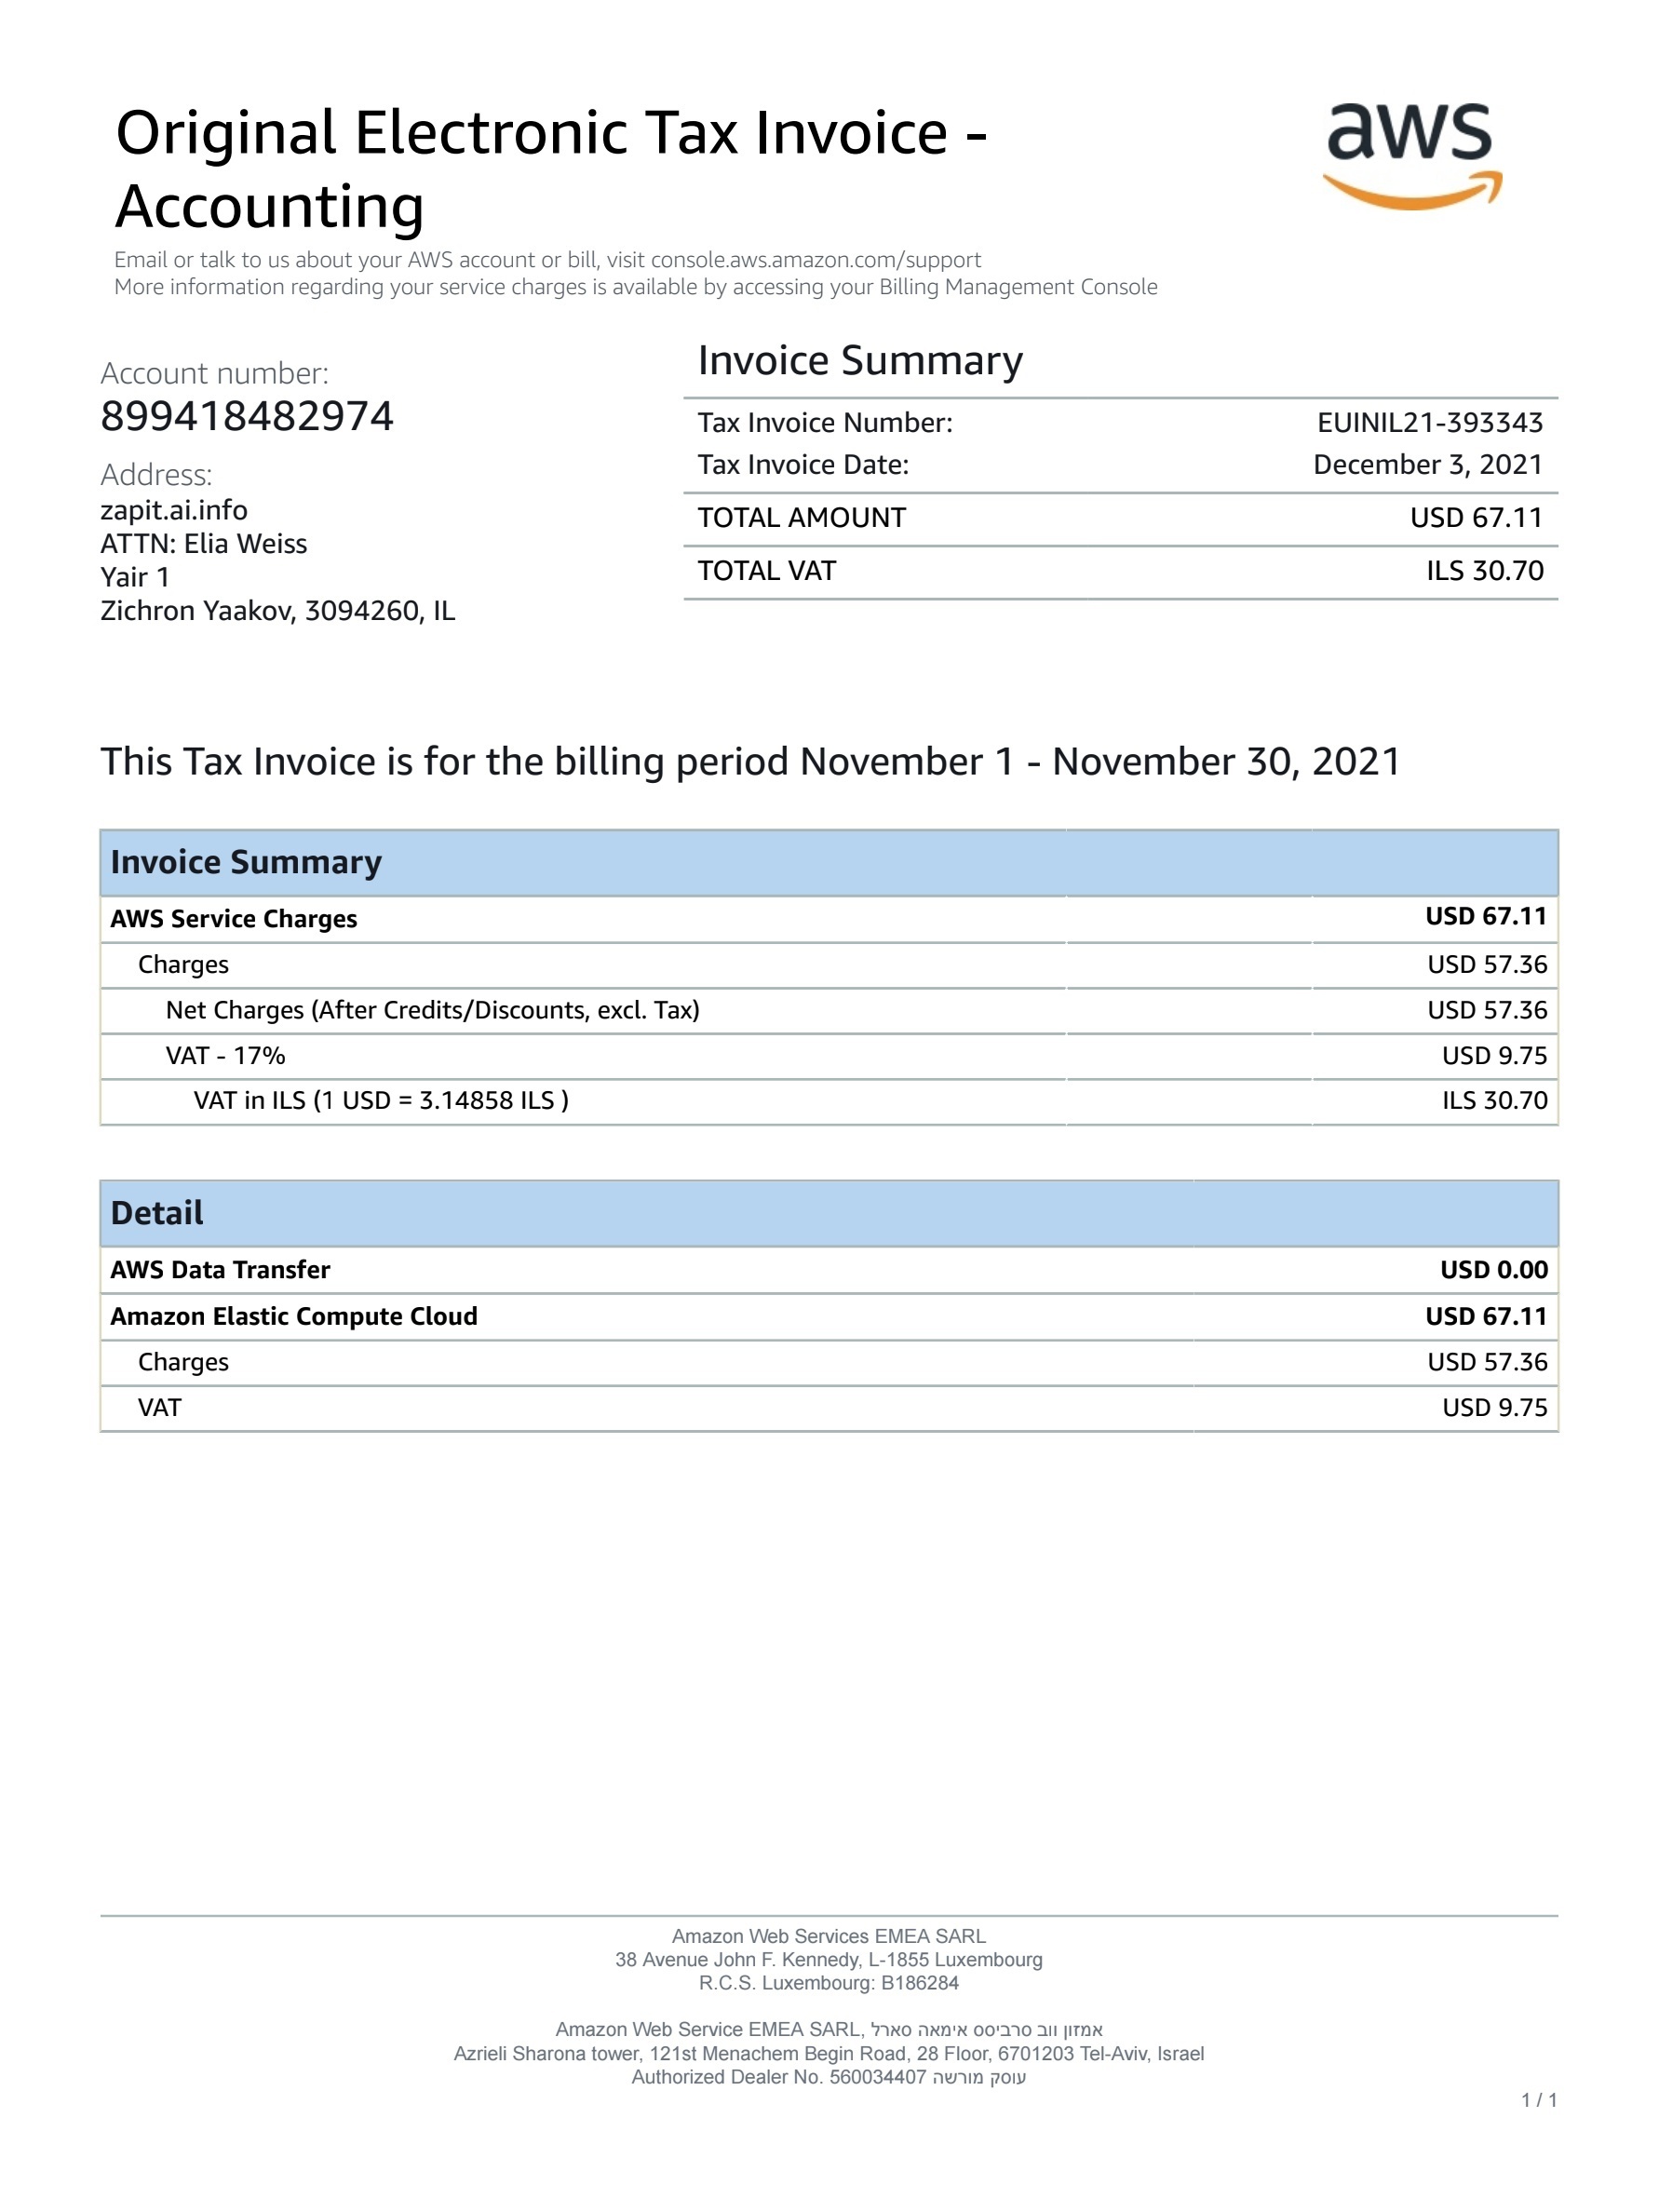 Original Electronic Tax Invoice -
Accounting
aws
Email or talk to us about your AWS account or bill, visit console.aws.amazon.com/support
More information regarding your service charges is available by accessing your Billing Management Console
Account number:
899418482974
Address:
zapit.ai.info
ATTN: Elia Weiss
Yair 1
Zichron Yaakov, 3094260, IL
Invoice Summary
Tax Invoice Number: EUINIL21-393343
Tax Invoice Date: December 3, 2021
TOTAL AMOUNT USD 67.11
TOTAL VAT ILS 30.70
This Tax Invoice is for the billing period November 1 - November 30, 2021
Invoice Summary
AWS Service Charges USD 67.11
Charges USD 57.36
Net Charges (After Credits/Discounts, excl. Tax) USD 57.36
VAT - 17% USD 9.75
VAT in ILS (1 USD = 3.14858 ILS ) ILS 30.70
Detail
AWS Data Transfer USD 0.00
Amazon Elastic Compute Cloud USD 67.11
Charges USD 57.36
VAT USD 9.75
Amazon Web Services EMEA SARL
38 Avenue John F. Kennedy, L-1855 Luxembourg
R.C.S. Luxembourg: B186284
Amazon Web Service EMEA SARL, אמזון ווב סרביסס אימאה סארל
Azrieli Sharona tower, 121st Menachem Begin Road, 28 Floor, 6701203 Tel-Aviv, Israel
Authorized Dealer No. 560034407 עוסק מורשה
1 / 1